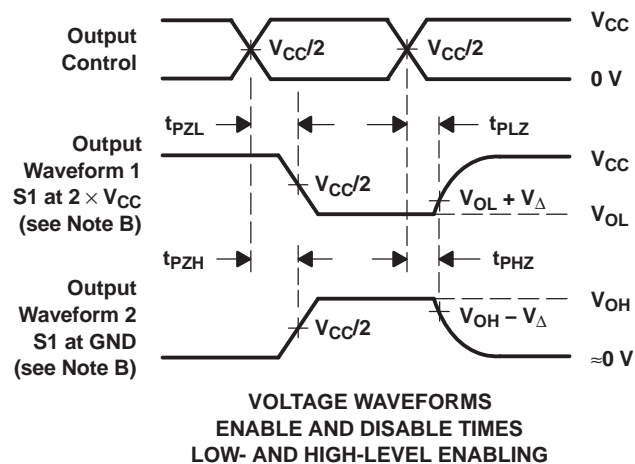 Output
Control
VCC/2
VCC/2
VCC
0 V
tPZL
tPLZ
Output
Waveform 1
S1 at 2 × VCC
(see Note B)
VCC/2
VCC
VOL + VΔ
VOL
tPZH
tPHZ
Output
Waveform 2
S1 at GND
(see Note B)
VCC/2
VOH
VOH − VΔ
≈0 V
VOLTAGE WAVEFORMS
ENABLE AND DISABLE TIMES
LOW- AND HIGH-LEVEL ENABLING